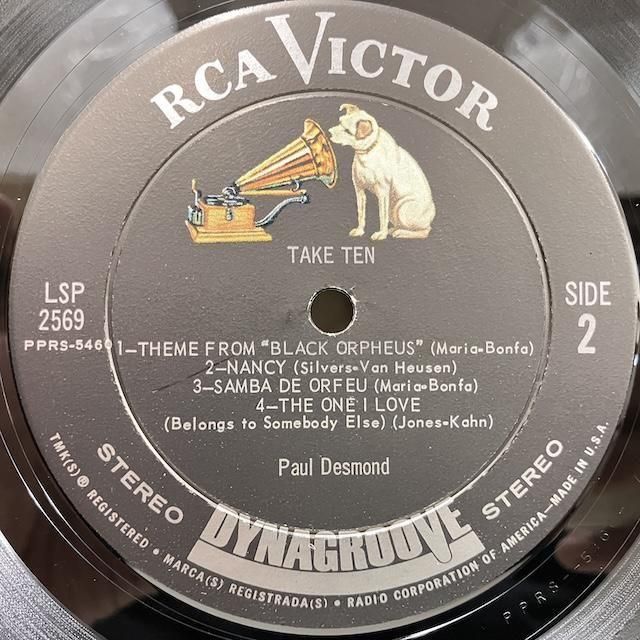 RCA VICTOR
TAKE TEN
LSP
2569
PPRS-5469
SIDE
2
1—THEME FROM “BLACK ORPHEUS” (Maria-Bonfa)
2—NANCY (Silvers-Van Heusen)
3—SAMBA DE ORFEU (Maria-Bonfa)
4—THE ONE I LOVE
(Belongs to Somebody Else) (Jones-Kahn)
Paul Desmond
STEREO
DYNAGROOVE
STEREO
TMK(S) ® REGISTERED • MARCA(S) REGISTRADA(S) • RADIO CORPORATION OF AMERICA—MADE IN U.S.A.